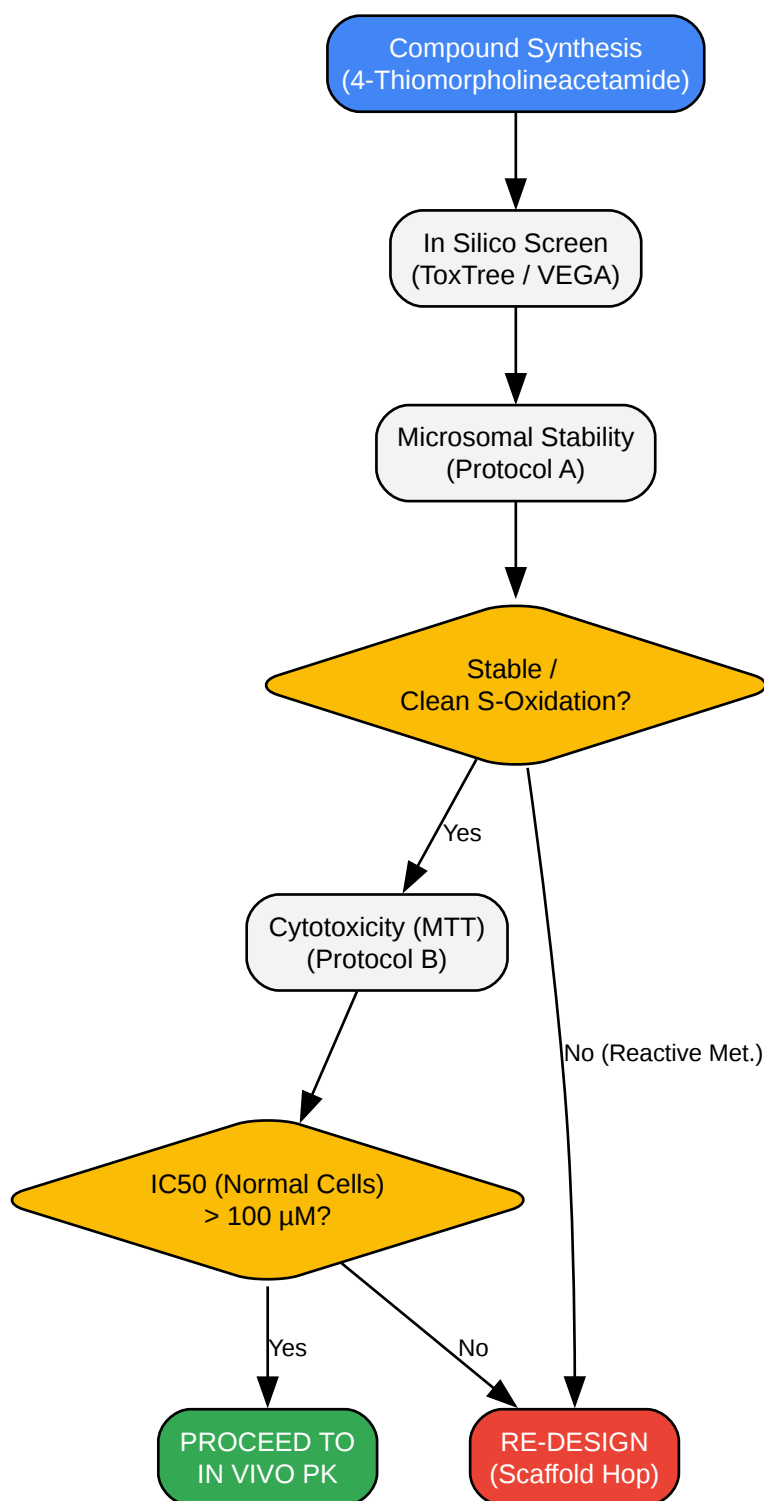 Compound Synthesis
(4-Thiomorpholineacetamide)
In Silico Screen
(ToxTree / VEGA)
Microsomal Stability
(Protocol A)
Stable /
Clean S-Oxidation?
Yes
Cytotoxicity (MTT)
(Protocol B)
No (Reactive Met.)
IC50 (Normal Cells)
> 100 µM?
Yes
No
PROCEED TO
IN VIVO PK
RE-DESIGN
(Scaffold Hop)